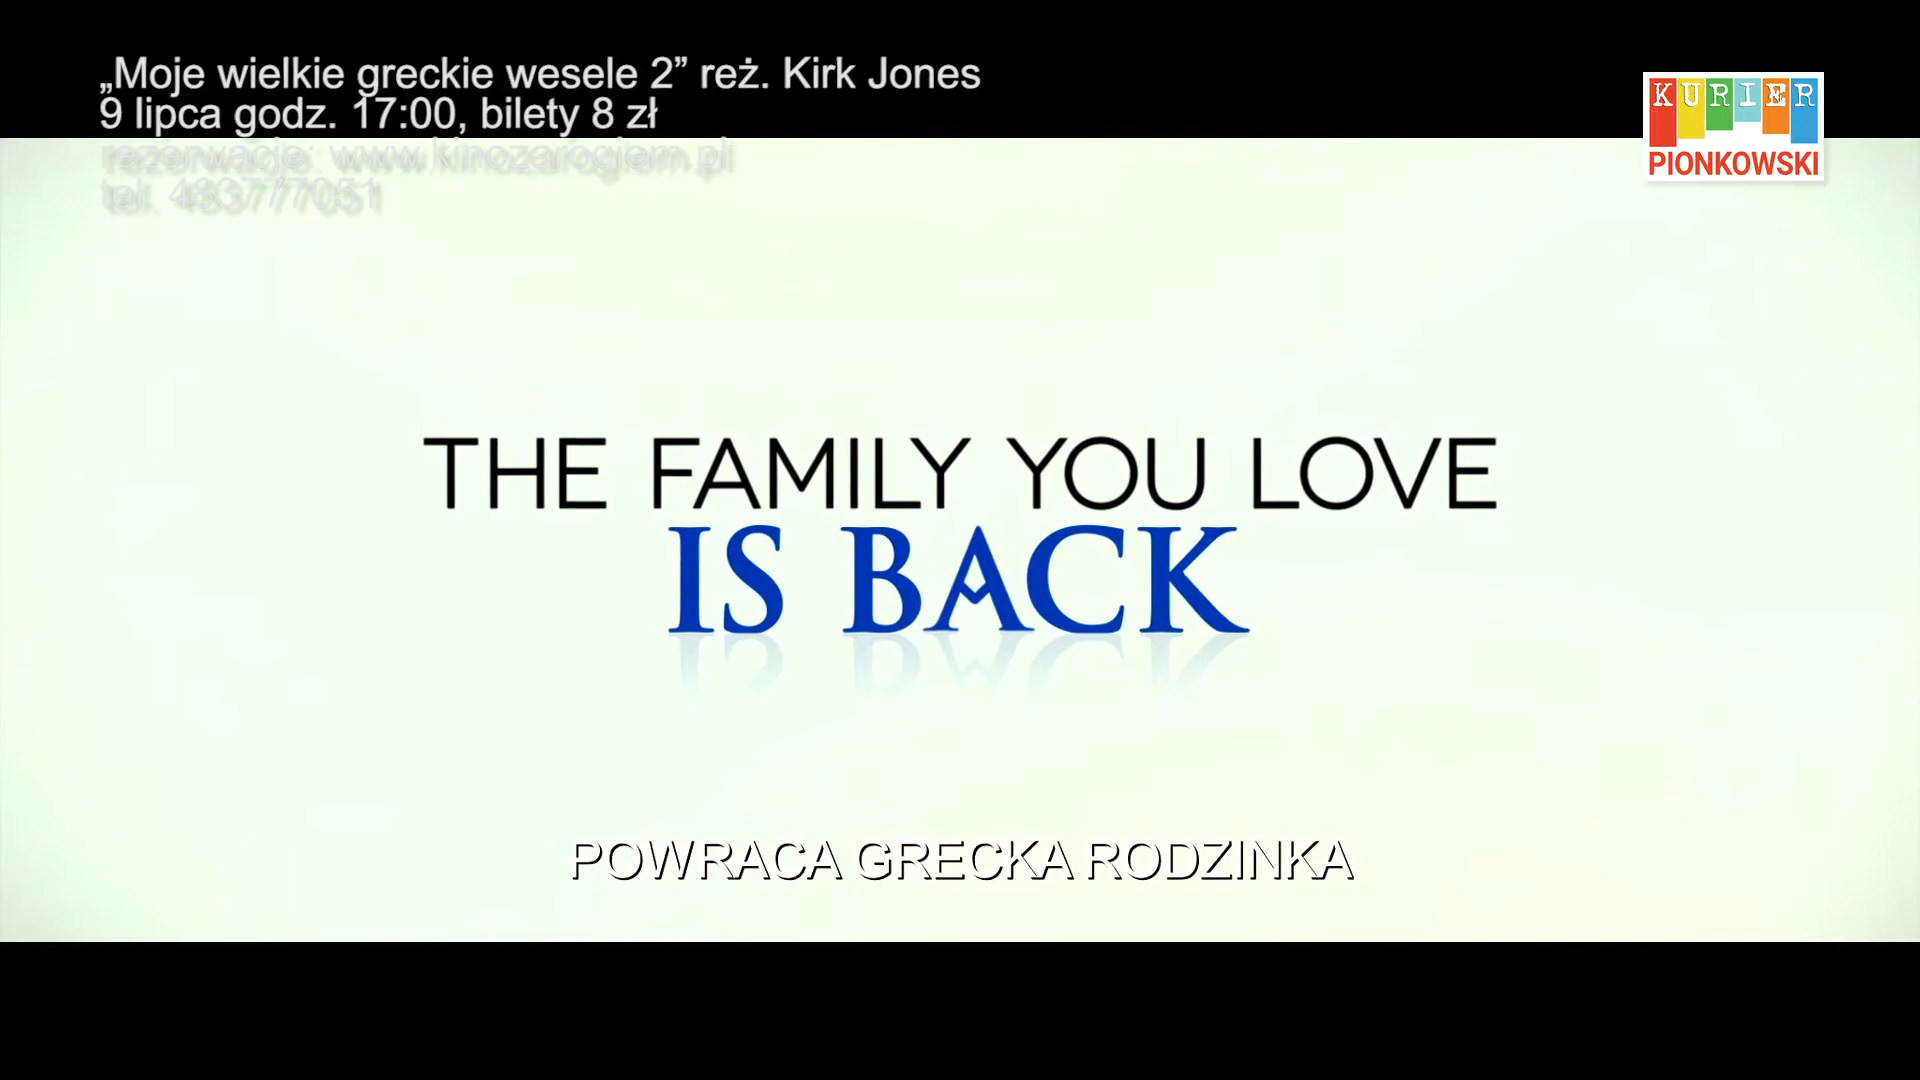 „Moje wielkie greckie wesele 2” reż. Kirk Jones
9 lipca godz. 17:00, bilety 8 zł
rezerwacje: www.kinozarogiem.pl
tel. 483777051
KURIER
PIONKOWSKI
THE FAMILY YOU LOVE
IS BACK
POWRACA GRECKA RODZINKA